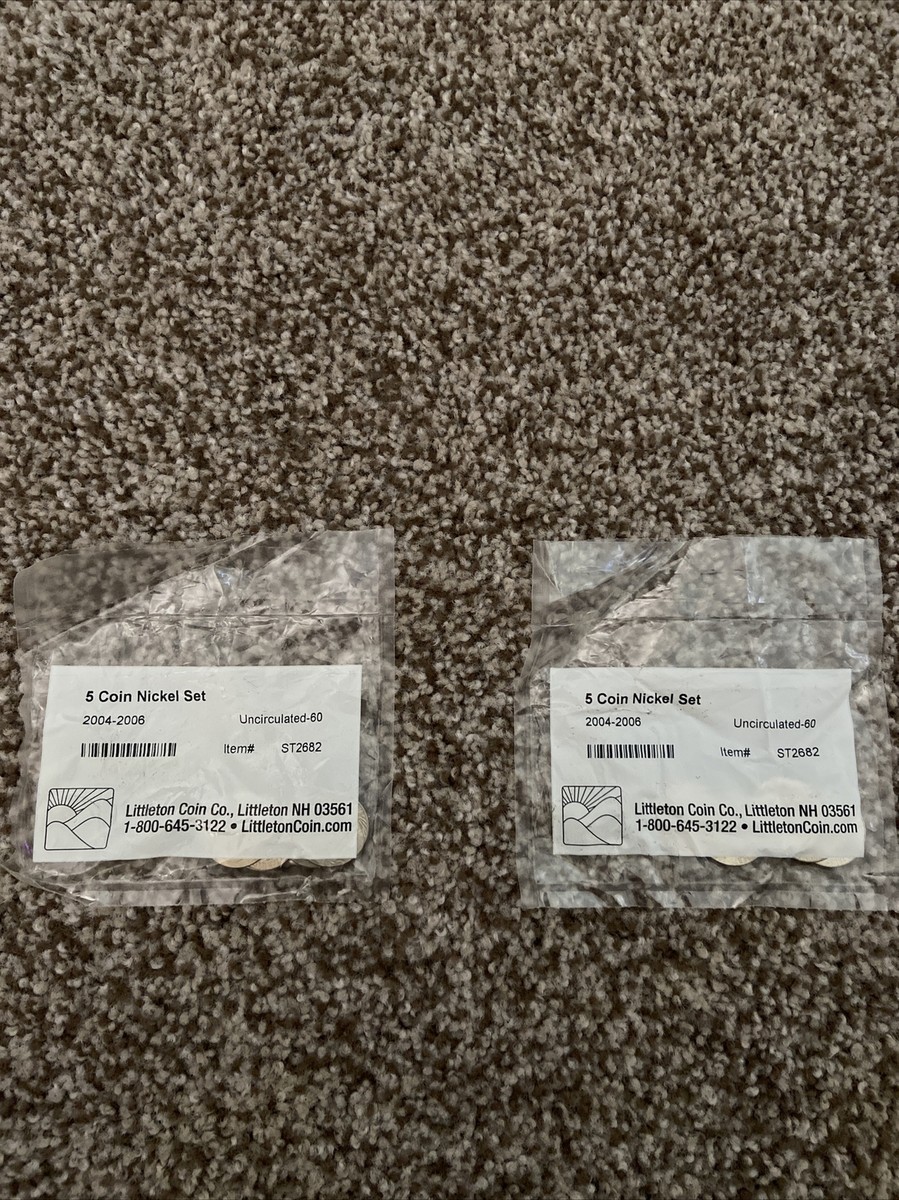 5 Coin Nickel Set
2004-2006 Uncirculated-60
Item# ST2682
Littleton Coin Co., Littleton NH 03561
1-800-645-3122 • LittletonCoin.com
5 Coin Nickel Set
2004-2006 Uncirculated-60
Item# ST2682
Littleton Coin Co., Littleton NH 03561
1-800-645-3122 • LittletonCoin.com